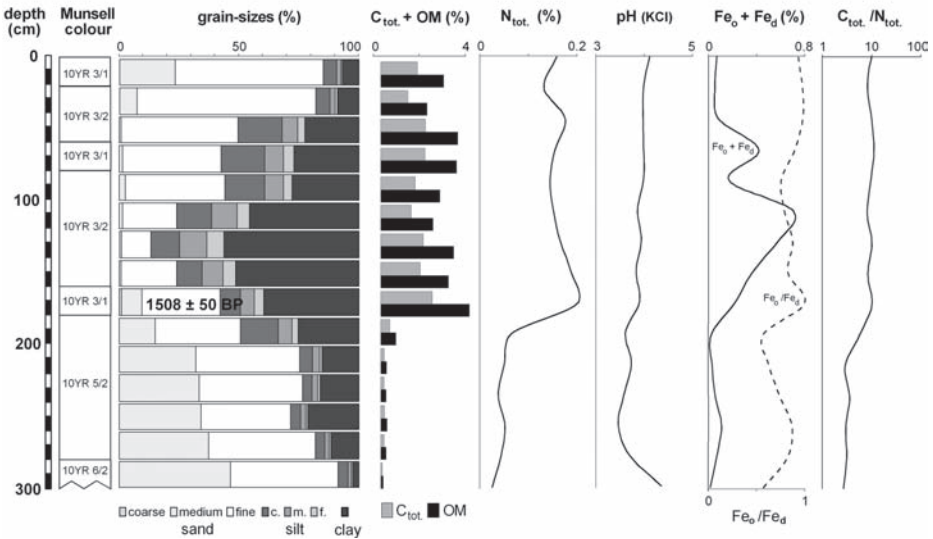 depth (cm)
Munsell colour
grain-sizes (%)
C tot. + OM (%)
N tot. (%)
pH (KCl)
Fe o + Fe d (%)
C tot. /N tot.
0 50 100
0 4
0 0.2
3 5
0 0.8
1 10 100
0
100
200
300
10YR 3/1
10YR 3/2
10YR 3/1
10YR 3/2
10YR 3/1
10YR 5/2
10YR 6/2
1508 ± 50 BP
Fe o + Fe d
Fe o /Fe d
coarse medium fine c. m. f.
sand silt clay
C tot. OM
0 1
Fe o /Fe d